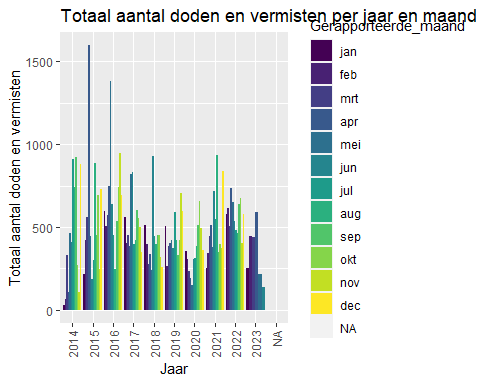 Totaal aantal doden en vermisten per jaar en maand
Gerapporteerde_maand
jan
feb
mrt
apr
mei
jun
jul
aug
sep
okt
nov
dec
NA
Totaal aantal doden en vermisten
1500
1000
500
0
2014
2015
2016
2017
2018
2019
2020
2021
2022
2023
NA
Jaar